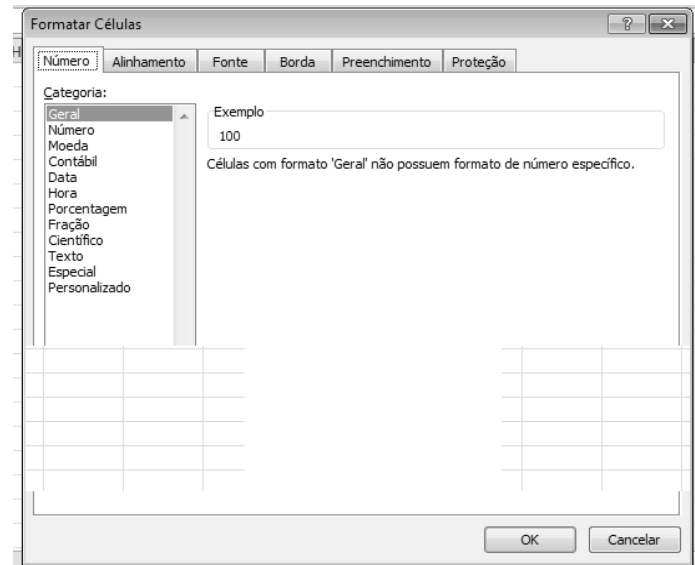 Formatar Células
H
Número Alinhamento Fonte Borda Preenchimento Proteção
Categoria:
Geral
Número
Moeda
Contábil
Data
Hora
Porcentagem
Fração
Científico
Texto
Especial
Personalizado
Exemplo
100
Células com formato 'Geral' não possuem formato de número específico.
OK Cancelar